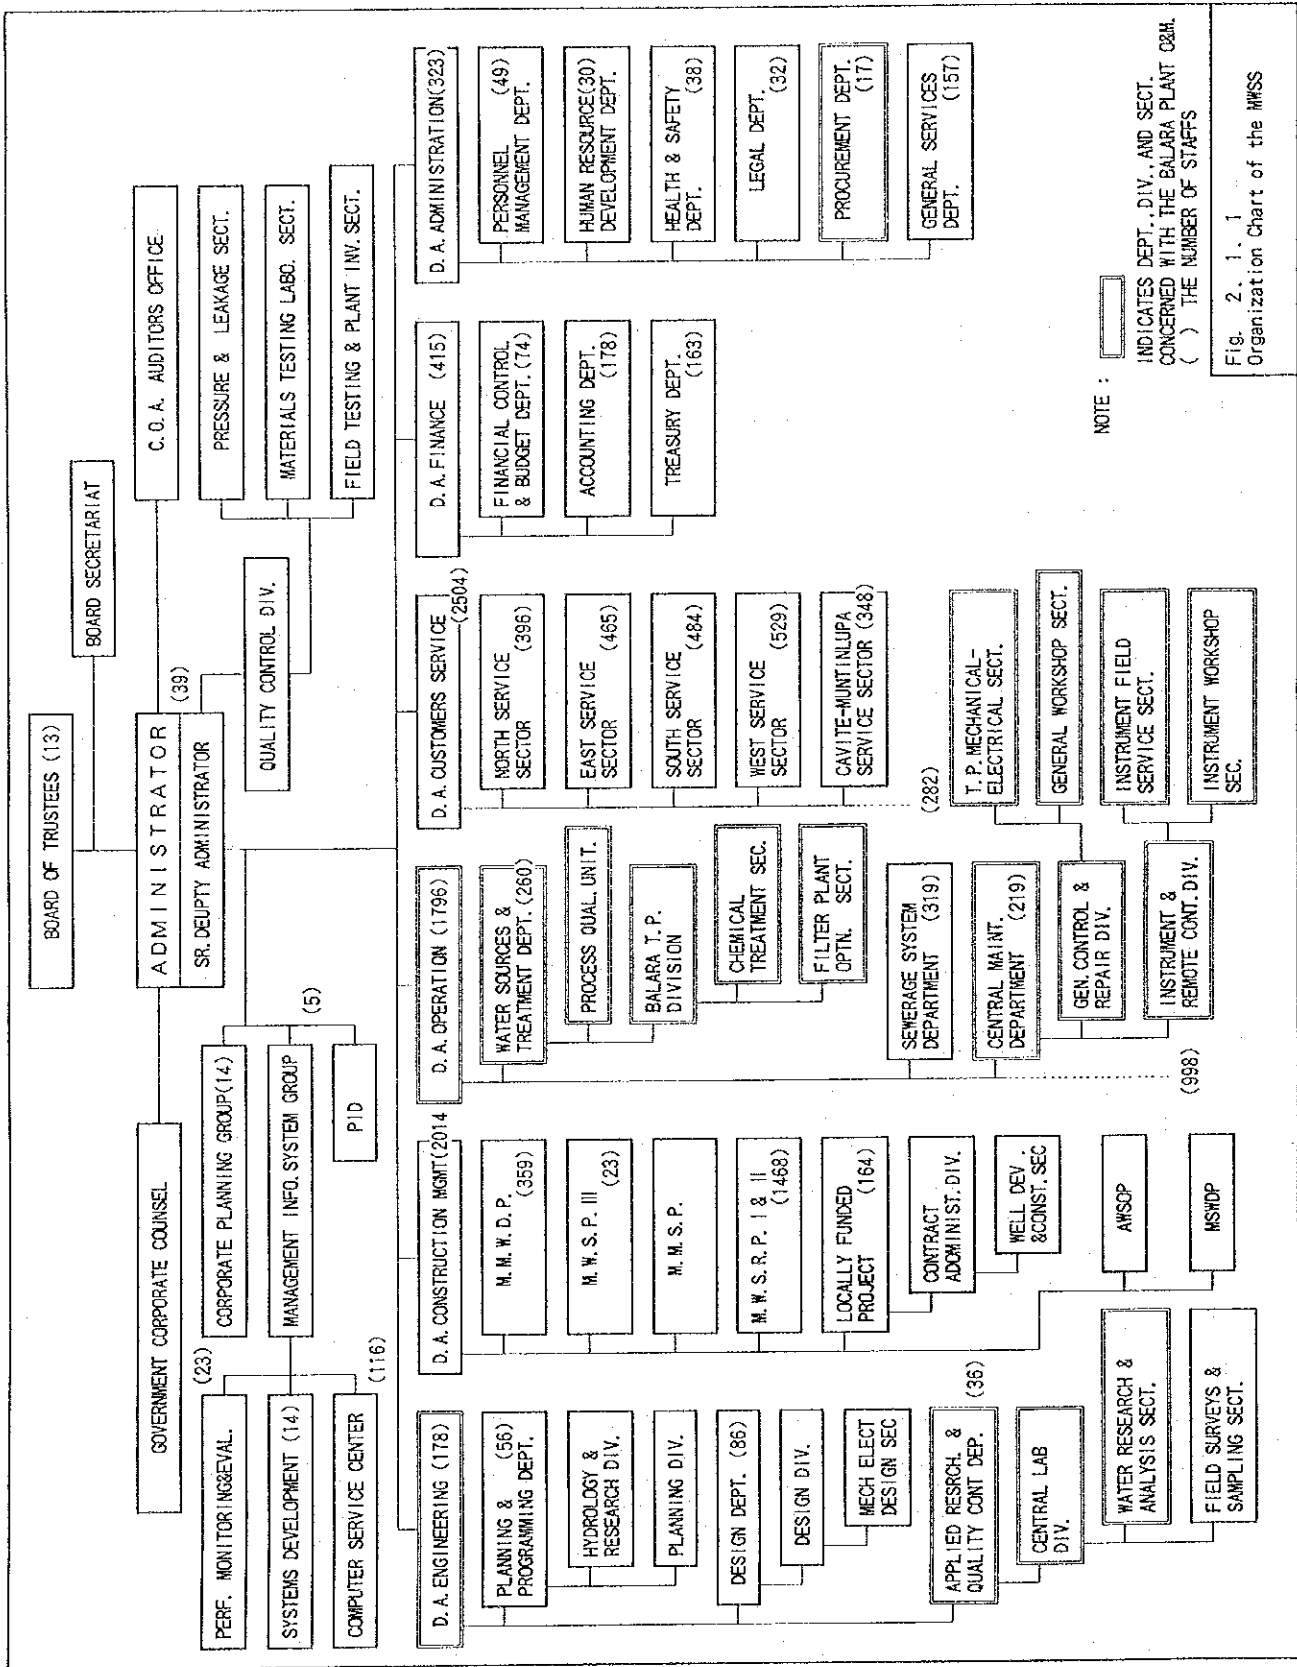 BOARD OF TRUSTEES (13)
BOARD SECRETARIAT
GOVERNMENT CORPORATE COUNSEL
ADMINISTRATOR
(39)
SR. DEUPTY ADMINISTRATOR
C. O. A. AUDITORS OFFICE
QUALITY CONTROL DIV.
PRESSURE & LEAKAGE SECT.
MATERIALS TESTING LABO. SECT.
FIELD TESTING & PLANT INV. SECT.
CORPORATE PLANNING GROUP(14)
MANAGEMENT INFO. SYSTEM GROUP
(5)
PID
PERF. MONITORING&EVAL.
(23)
SYSTEMS DEVELOPMENT (14)
COMPUTER SERVICE CENTER
(116)
D. A. ENGINEERING (178)
PLANNING & (56)
PROGRAMMING DEPT.
HYDROLOGY &
RESEARCH DIV.
PLANNING DIV.
DESIGN DEPT. (86)
DESIGN DIV.
MECH ELECT
DESIGN SEC
APPLIED RESRCH. &
QUALITY CONT DEP.
(36)
CENTRAL LAB
DIV.
WATER RESEARCH &
ANALYSIS SECT.
FIELD SURVEYS &
SAMPLING SECT.
D. A. CONSTRUCTION MGMT(2014
M. M. W. D. P.
(359)
M. W. S. P. III
(23)
M. M. S. P.
M. W. S. R. P. I & II
(1468)
LOCALLY FUNDED
PROJECT (164)
CONTRACT
ADOMINIST. DIV.
WELL DEV .
&CONST. SEC
AWSOP
MSWDP
D. A. OPERATION (1796)
WATER SOURCES &
TREATMENT DEPT. (260)
PROCESS QUAL. UNIT.
BALARA T. P.
DIVISION
CHEMICAL
TREATMENT SEC.
FILTER PLANT
OPTN. SECT.
SEWERAGE SYSTEM
DEPARTMENT (319)
CENTRAL MAINT.
DEPARTMENT (219)
GEN. CONTROL &
REPAIR DIV.
INSTRUMENT &
REMOTE CONT. DIV.
(998)
T. P. MECHANICAL-
ELECTRICAL SECT.
GENERAL WORKSHOP SECT.
INSTRUMENT FIELD
SERVICE SECT.
INSTRUMENT WORKSHOP
SEC.
D. A. CUSTOMERS SERVICE
(2504)
NORTH SERVICE
SECTOR (396)
EAST SERVICE
SECTOR (465)
SOUTH SERVICE
SECTOR (484)
WEST SERVICE
SECTOR (529)
CAVITE-MUNTINLUPA
SERVICE SECTOR (348)
(282)
D. A. FINANCE (415)
FINANCIAL CONTROL
& BUDGET DEPT. (74)
ACCOUNTING DEPT.
(178)
TREASURY DEPT.
(163)
D. A. ADMINISTRATION(323)
PERSONNEL (49)
MANAGEMENT DEPT.
HUMAN RESOURCE(30)
DEVELOPMENT DEPT.
HEALTH & SAFETY
DEPT. (38)
LEGAL DEPT.
(32)
PROCUREMENT DEPT.
(17)
GENERAL SERVICES
DEPT. (157)
NOTE :
INDICATES DEPT. , DIV. , AND SECT.
CONCERNED WITH THE BALARA PLANT O&M.
( ) THE NUMBER OF STAFFS
Fig. 2. 1. 1
Organization Chart of the MWSS